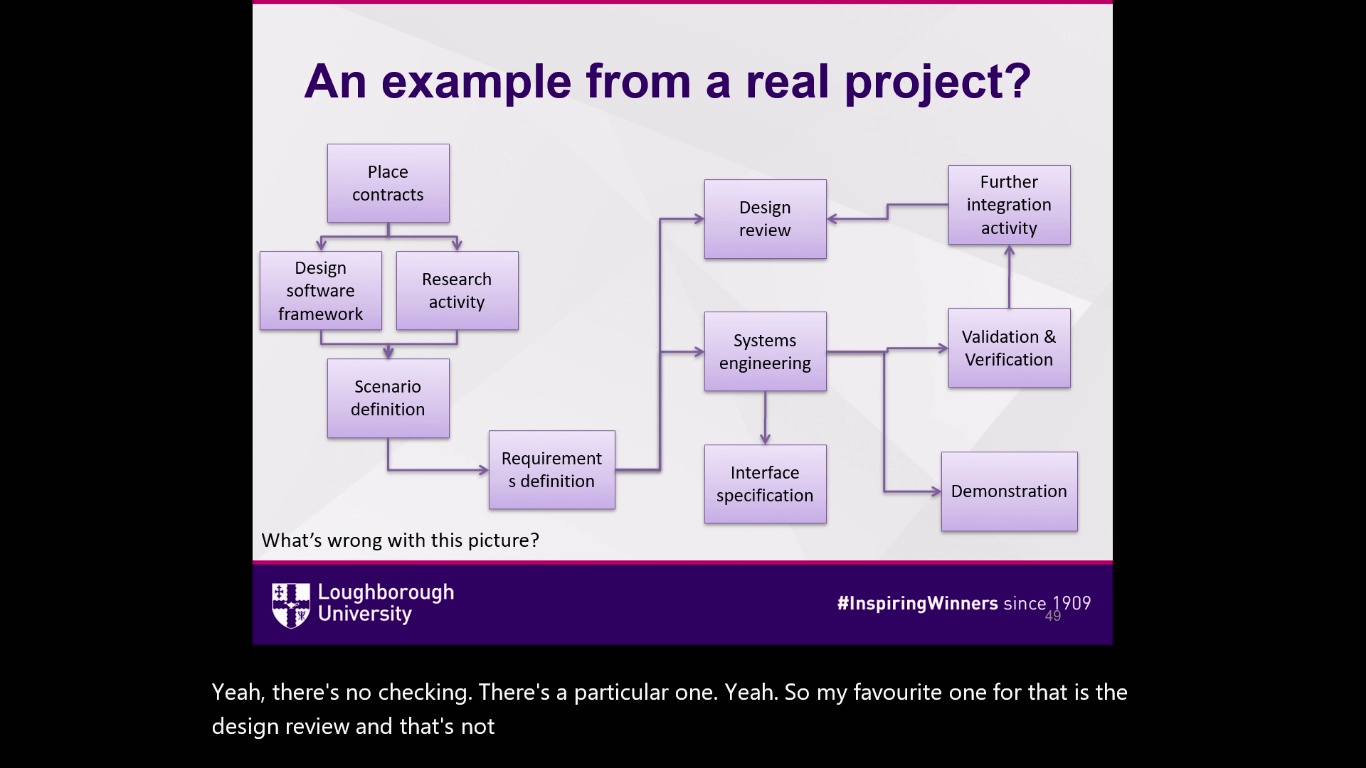 An example from a real project?
Place
contracts
Design
software
framework
Research
activity
Scenario
definition
Requirement
s definition
Design
review
Systems
engineering
Interface
specification
Further
integration
activity
Validation &
Verification
Demonstration
What's wrong with this picture?
Loughborough
University
#InspiringWinners since 1909
49
Yeah, there's no checking. There's a particular one. Yeah. So my favourite one for that is the
design review and that's not